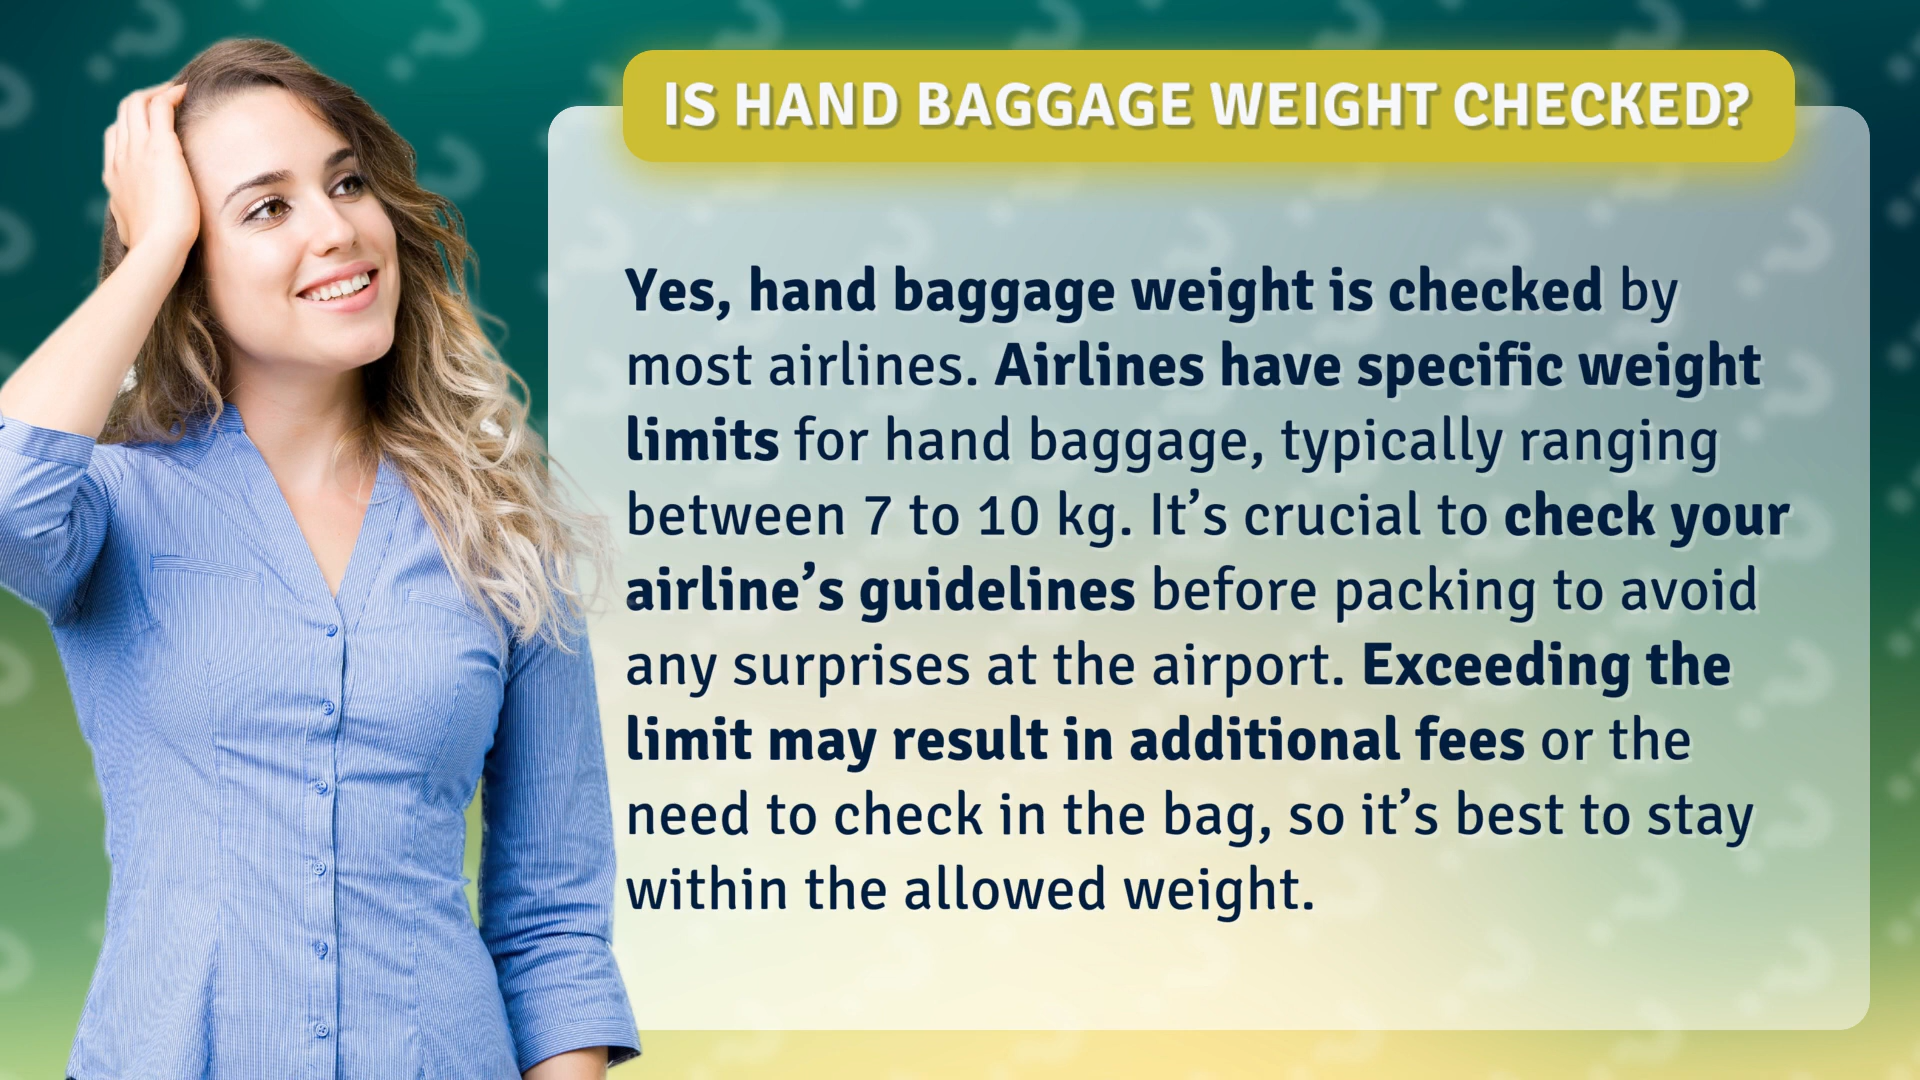 IS HAND BAGGAGE WEIGHT CHECKED?
Yes, hand baggage weight is checked by
most airlines. Airlines have specific weight
limits for hand baggage, typically ranging
between 7 to 10 kg. It’s crucial to check your
airline’s guidelines before packing to avoid
any surprises at the airport. Exceeding the
limit may result in additional fees or the
need to check in the bag, so it’s best to stay
within the allowed weight.